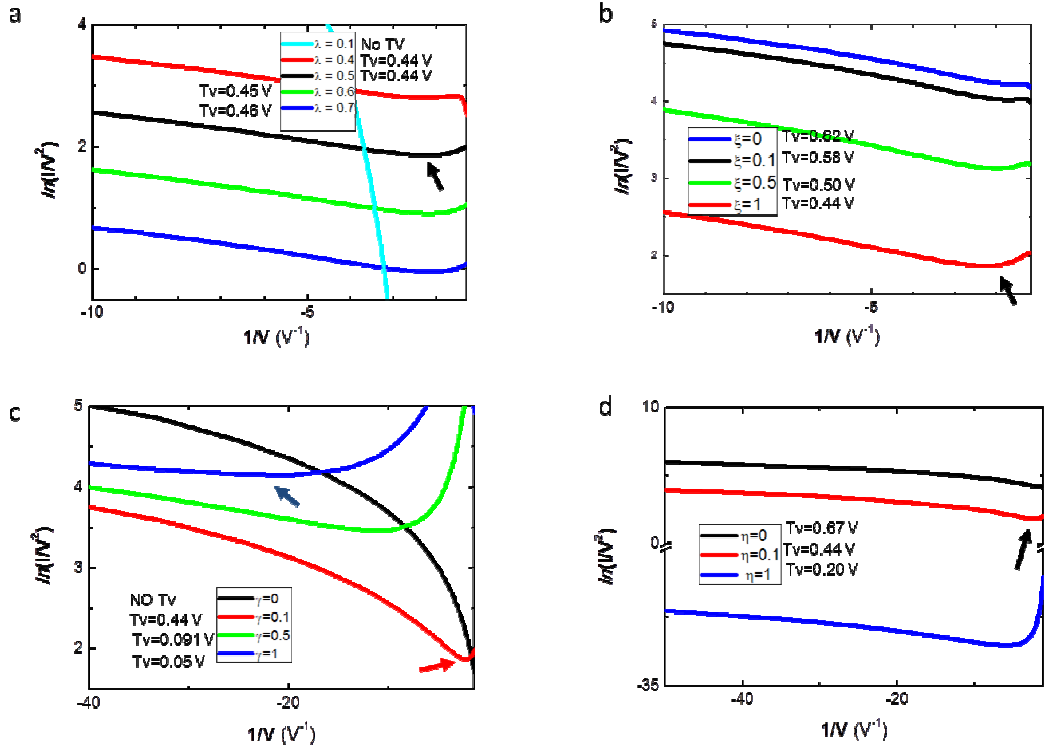 a
4
2
0
-10
-5
ln(I/V²)
1/V (V⁻¹)
λ = 0.1 No TV
λ = 0.4 Tv=0.44 V
λ = 0.5 Tv=0.44 V
Tv=0.45 V λ = 0.6
Tv=0.46 V λ = 0.7
b
5
4
3
2
-10
-5
ln(I/V²)
1/V (V⁻¹)
ξ=0 Tv=0.62 V
ξ=0.1 Tv=0.58 V
ξ=0.5 Tv=0.50 V
ξ=1 Tv=0.44 V
c
5
4
3
2
-40
-20
ln(I/V²)
1/V (V⁻¹)
NO Tv γ=0
Tv=0.44 V γ=0.1
Tv=0.091 V γ=0.5
Tv=0.05 V γ=1
d
10
0
-35
-40
-20
ln(I/V²)
1/V (V⁻¹)
η=0 Tv=0.67 V
η=0.1 Tv=0.44 V
η=1 Tv=0.20 V